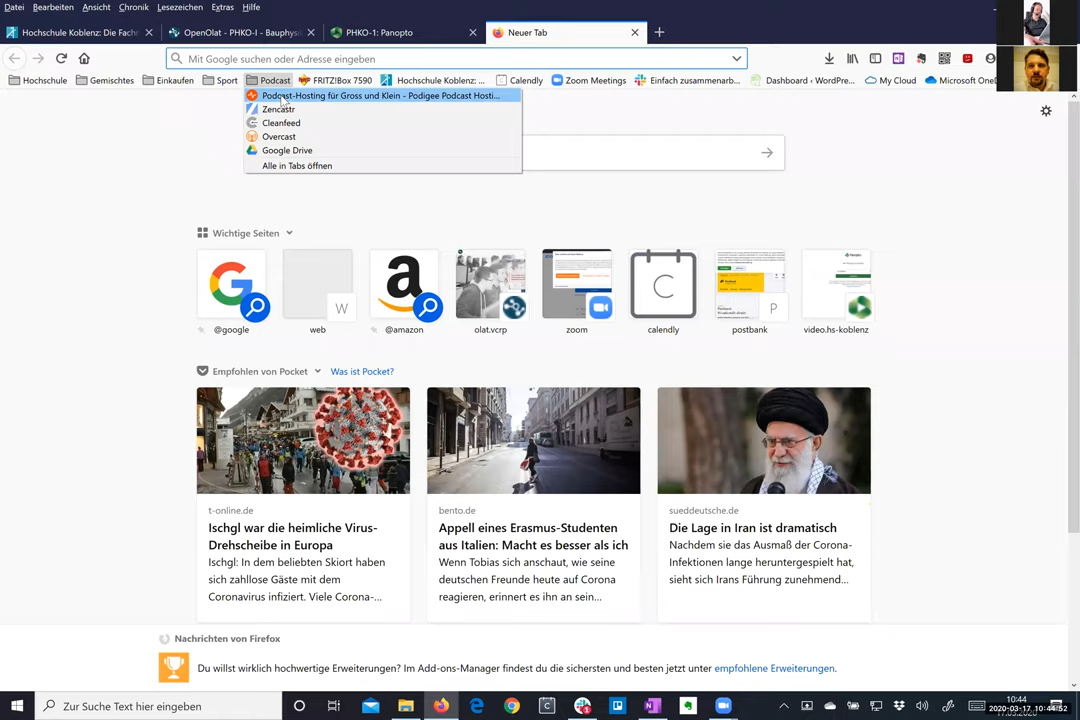 Datei Bearbeiten Ansicht Chronik Lesezeichen Extras Hilfe
Hochschule Koblenz: Die Fach
OpenOlat - PHKO-I - Bauphysi
PHKO-1: Panopto
Neuer Tab
Mit Google suchen oder Adresse eingeben
Hochschule Gemischtes Einkaufen Sport Podcast FRITZ!Box 7590 Hochschule Koblenz: ... Calendly Zoom Meetings Einfach zusammenarb... Dashboard ‹ WordPre... My Cloud Microsoft On
Podcast-Hosting für Gross und Klein - Podigee Podcast Hosti...
Zencastr
Cleanfeed
Overcast
Google Drive
Alle in Tabs öffnen
Wichtige Seiten
W
C
P
@google web @amazon olat.vcrp zoom calendly postbank video.hs-koblenz
Empfohlen von Pocket Was ist Pocket?
t-online.de
Ischgl war die heimliche Virus-
Drehscheibe in Europa
Ischgl: In dem beliebten Skiort haben
sich zahllose Gäste mit dem
Coronavirus infiziert. Viele Corona-...
bento.de
Appell eines Erasmus-Studenten
aus Italien: Macht es besser als ich
Wenn Tobias sich anschaut, wie seine
deutschen Freunde heute auf Corona
reagieren, erinnert es ihn an sein...
sueddeutsche.de
Die Lage in Iran ist dramatisch
Nachdem sie das Ausmaß der Corona-
Infektionen lange heruntergespielt hat,
sieht sich Irans Führung zunehmend...
Nachrichten von Firefox
Du willst wirklich hochwertige Erweiterungen? Im Add-ons-Manager findest du die sichersten und besten jetzt unter empfohlene Erweiterungen.
Zur Suche Text hier eingeben
10:44
2020-03-17, 10:44:52